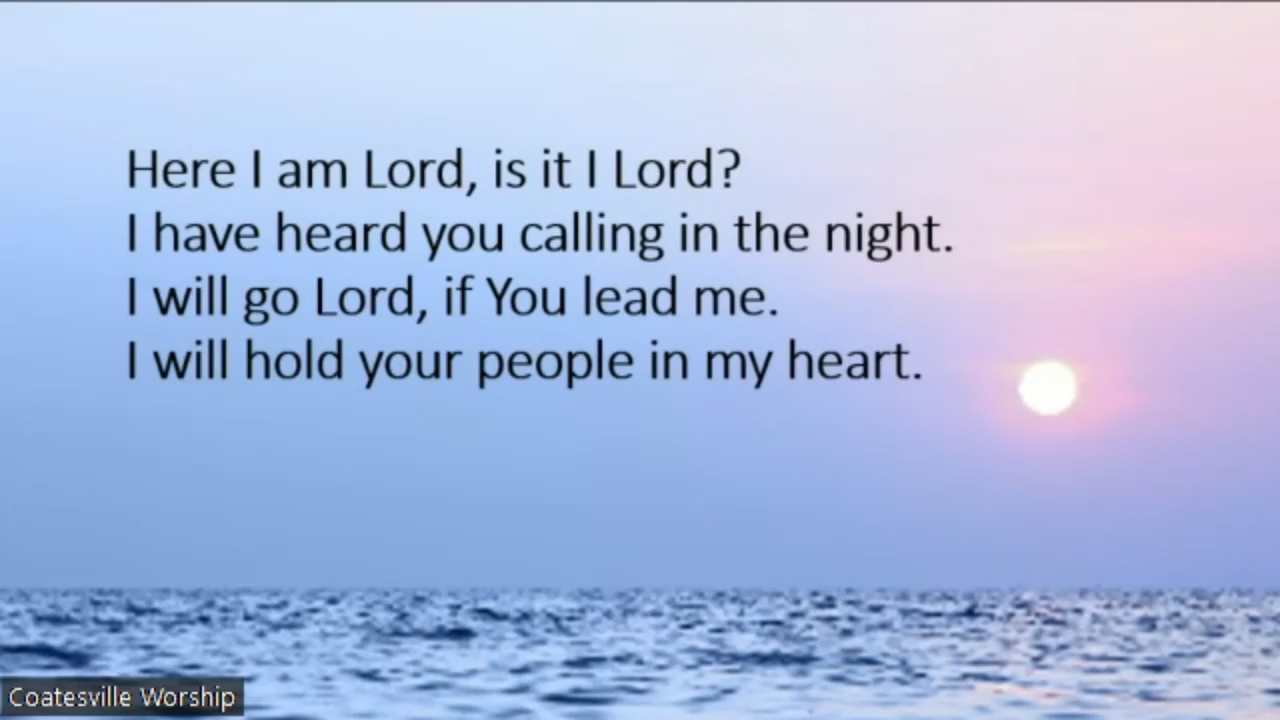 Here I am Lord, is it I Lord?
I have heard you calling in the night.
I will go Lord, if You lead me.
I will hold your people in my heart.
Coatesville Worship